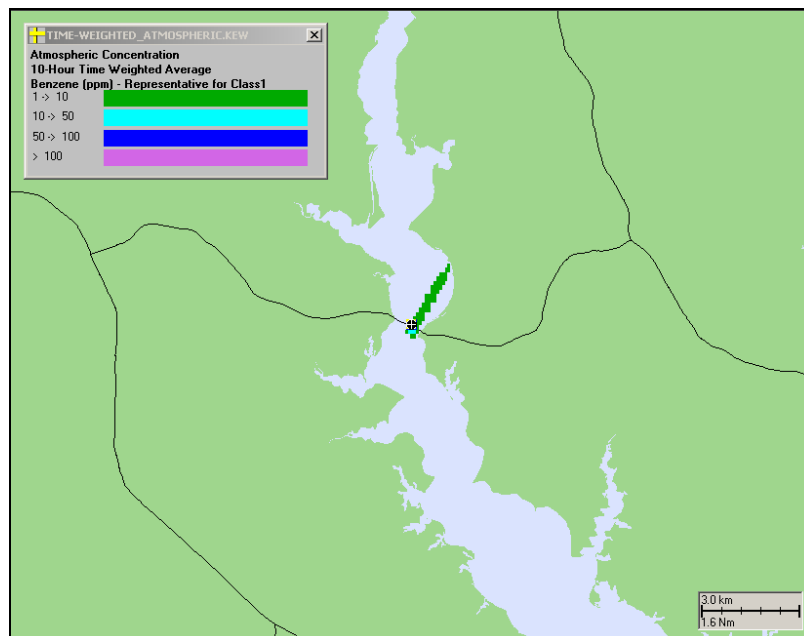 TIME-WEIGHTED_ATMOSPHERIC.KEW
Atmospheric Concentration
10-Hour Time Weighted Average
Benzene (ppm) - Representative for Class1
1 -> 10
10 -> 50
50 -> 100
> 100
3.0 km
1.6 Nm